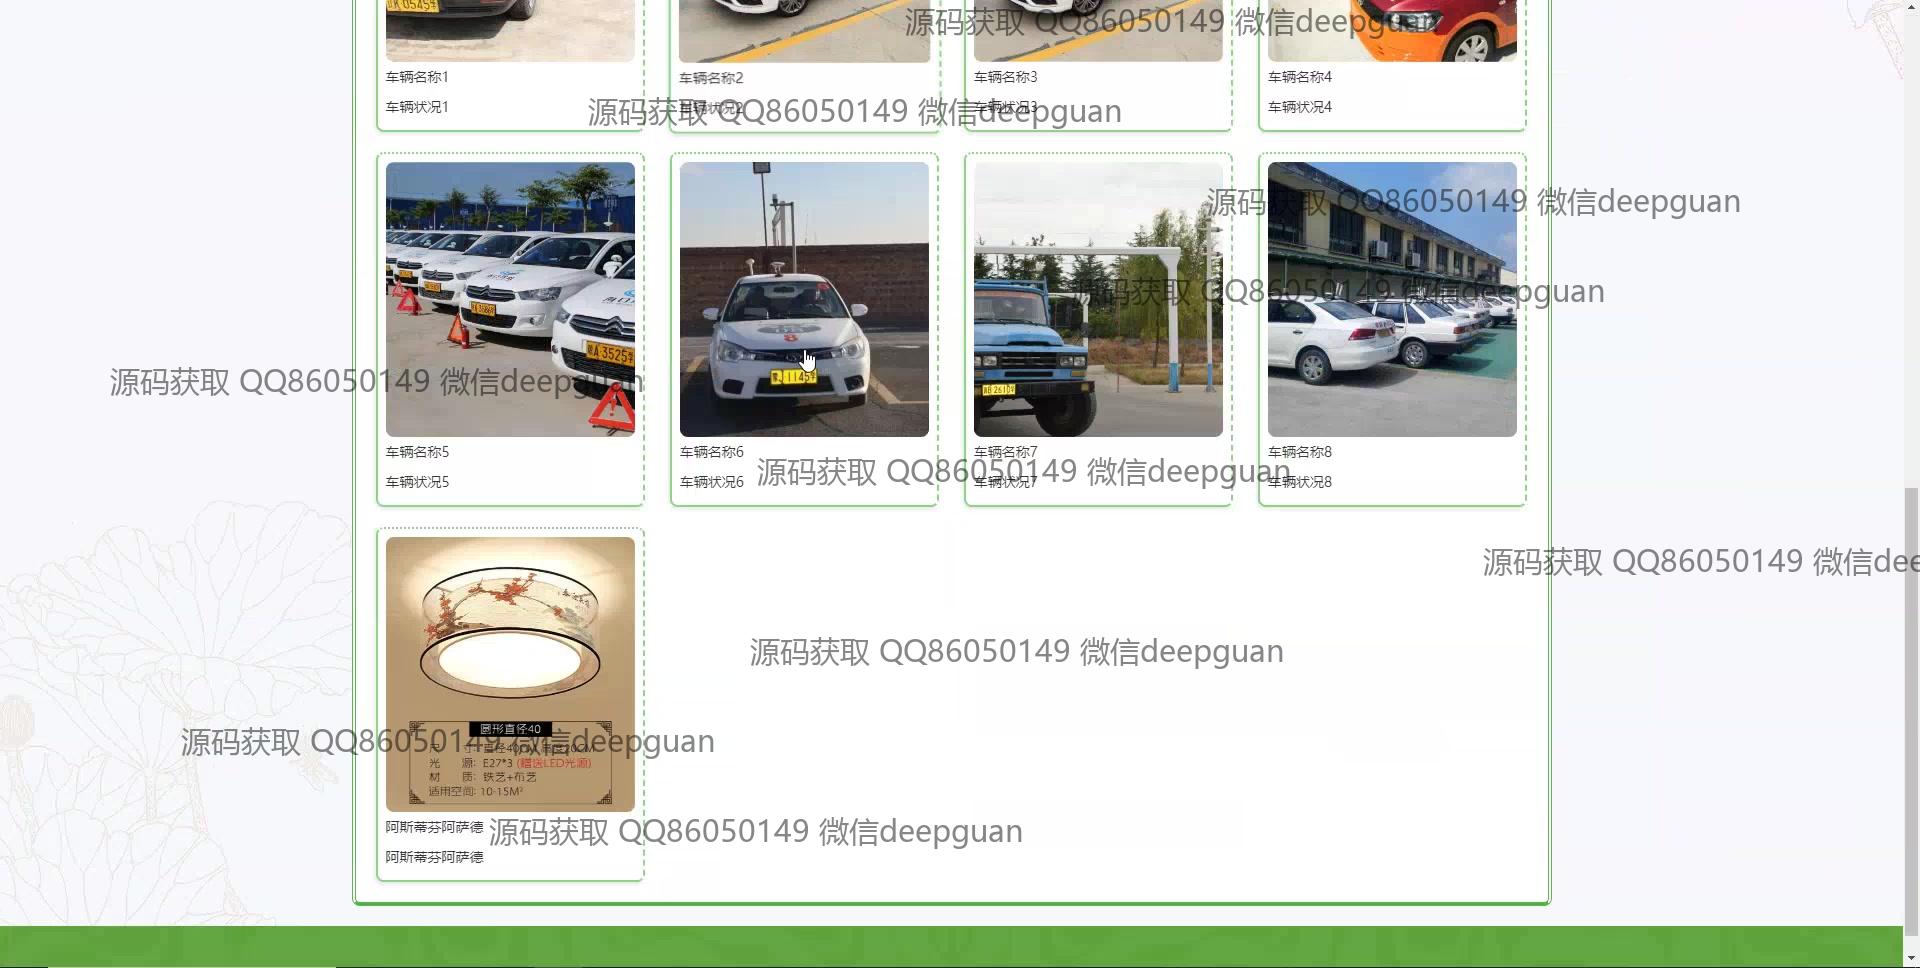 源码获取 QQ86050149 微信deepguan
车辆名称1
车辆名称2
车辆名称3
车辆名称4
车辆状况1
车辆状况2
车辆状况3
车辆状况4
源码获取 QQ86050149 微信deepguan
源码获取 QQ86050149 微信deepguan
源码获取 QQ86050149 微信deepguan
源码获取 QQ86050149 微信deepguan
车辆名称5
车辆名称6
车辆名称7
车辆名称8
车辆状况5
车辆状况6
车辆状况7
车辆状况8
源码获取 QQ86050149 微信deepguan
源码获取 QQ86050149 微信dee
源码获取 QQ86050149 微信deepguan
圆形直径40
源码获取 QQ86050149 微信deepguan
尺 寸:直径40CM 高度20CM
光 源: E27*3 (赠送LED光源)
材 质: 铁艺+布艺
适用空间: 10-15M²
阿斯蒂芬阿萨德
源码获取 QQ86050149 微信deepguan
阿斯蒂芬阿萨德